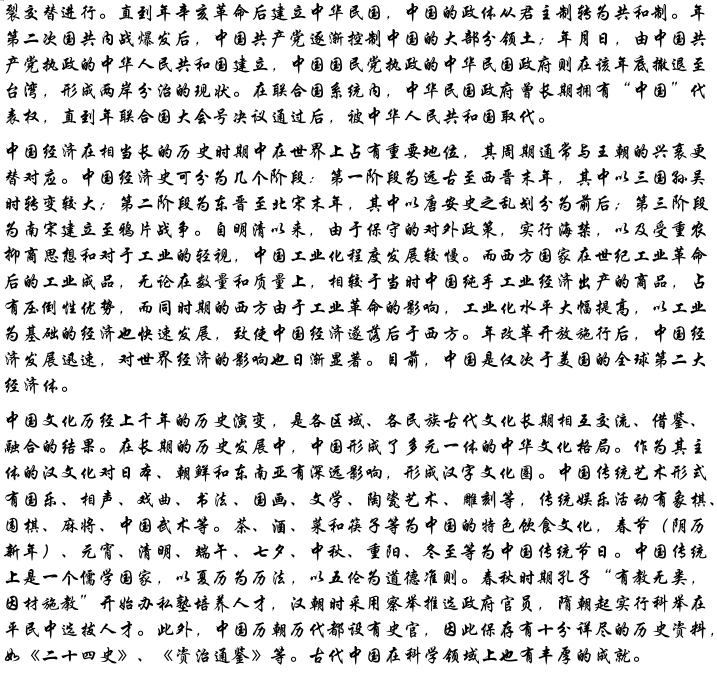 裂交替进行。直到年辛亥革命后建立中华民国，中国的政体从君主制转为共和制。年
第二次国共内战爆发后，中国共产党逐渐控制中国的大部分领土；年月日，由中国共
产党执政的中华人民共和国建立，中国国民党执政的中华民国政府则在该年底撤退至
台湾，形成两岸分治的现状。在联合国系统内，中华民国政府曾长期拥有“中国”代
表权，直到年联合国大会号决议通过后，被中华人民共和国取代。
中国经济在相当长的历史时期中在世界上占有重要地位，其周期通常与王朝的兴衰更
替对应。中国经济史可分为几个阶段：第一阶段为远古至西晋末年，其中以三国孙吴
时转变较大；第二阶段为东晋至北宋末年，其中以唐安史之乱划分为前后；第三阶段
为南宋建立至鸦片战争。自明清以来，由于保守的对外政策，实行海禁，以及受重农
抑商思想和对于工业的轻视，中国工业化程度发展较慢。而西方国家在世纪工业革命
后的工业成品，无论在数量和质量上，相较于当时中国纯手工业经济出产的商品，占
有压倒性优势，而同时期的西方由于工业革命的影响，工业化水平大幅提高，以工业
为基础的经济也快速发展，致使中国经济遂落后于西方。年改革开放施行后，中国经
济发展迅速，对世界经济的影响也日渐显著。目前，中国是仅次于美国的全球第二大
经济体。
中国文化历经上千年的历史演变，是各区域、各民族古代文化长期相互交流、借鉴、
融合的结果。在长期的历史发展中，中国形成了多元一体的中华文化格局。作为其主
体的汉文化对日本、朝鲜和东南亚有深远影响，形成汉字文化圈。中国传统艺术形式
有国乐、相声、戏曲、书法、国画、文学、陶瓷艺术、雕刻等，传统娱乐活动有象棋、
围棋、麻将、中国武术等。茶、酒、菜和筷子等为中国的特色饮食文化，春节（阴历
新年）、元宵、清明、端午、七夕、中秋、重阳、冬至等为中国传统节日。中国传统
上是一个儒学国家，以夏历为历法，以五伦为道德准则。春秋时期孔子“有教无类，
因材施教”开始办私塾培养人才，汉朝时采用察举推选政府官员，隋朝起实行科举在
平民中选拔人才。此外，中国历朝历代都设有史官，因此保存有十分详尽的历史资料，
如《二十四史》、《资治通鉴》等。古代中国在科学领域上也有丰厚的成就。